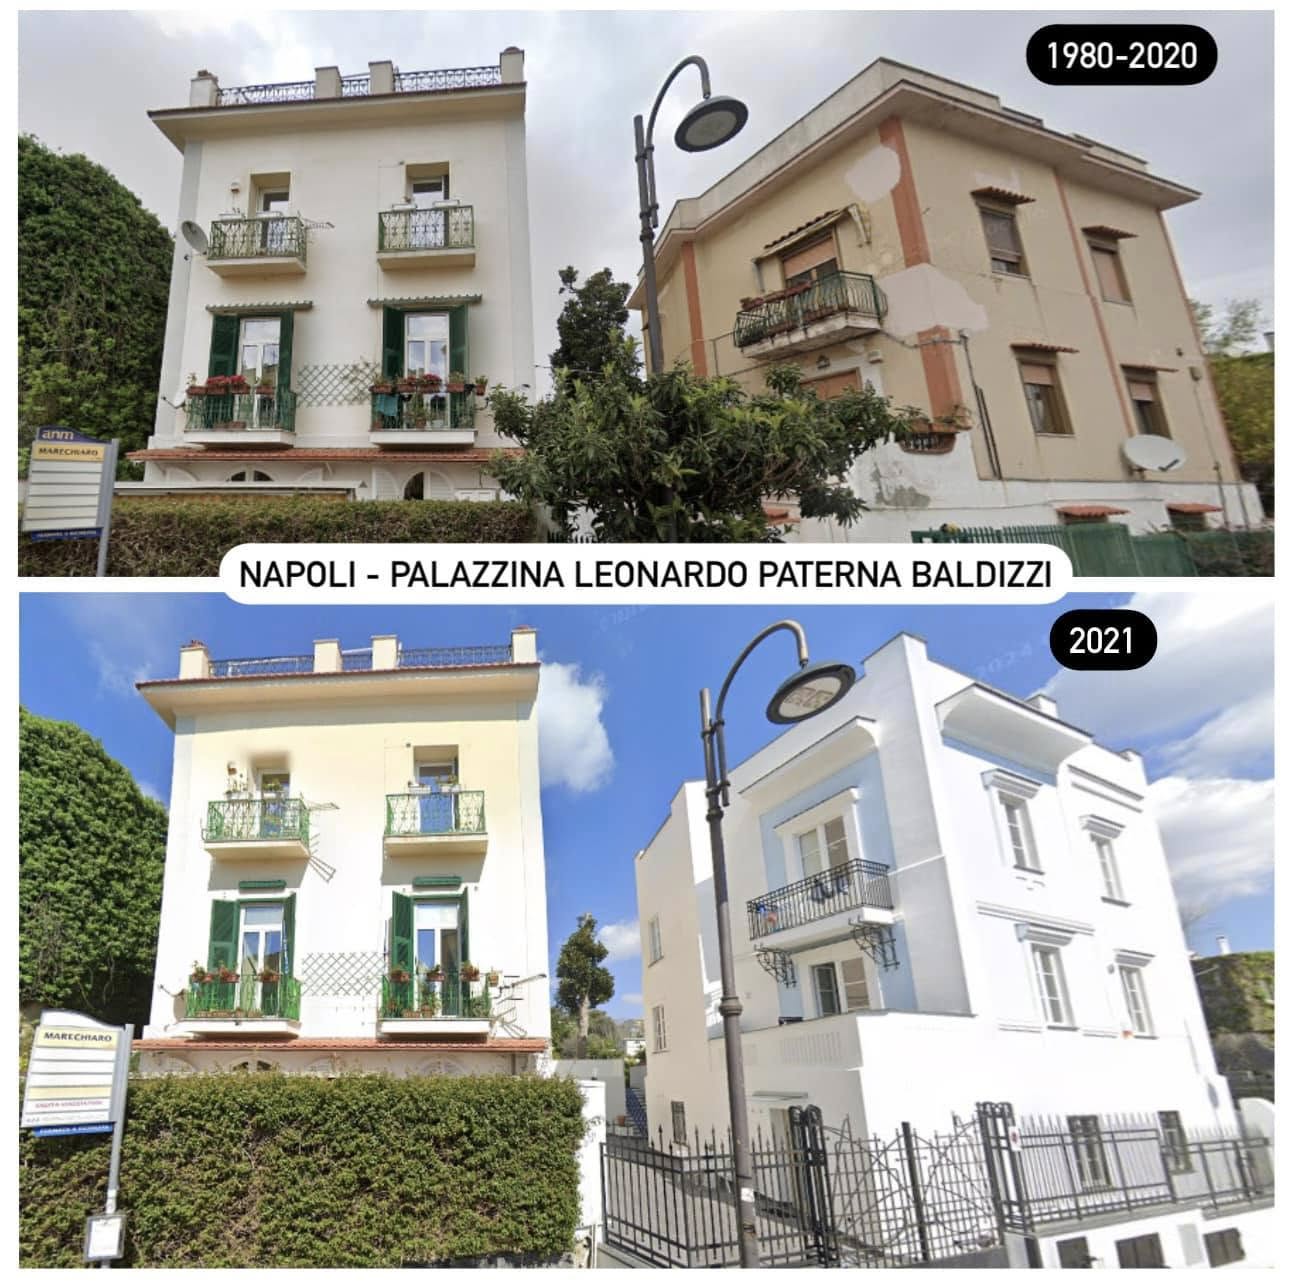 1980-2020
anm
MARECHIARO
NAPOLI - PALAZZINA LEONARDO PATERNA BALDIZZI
2021
MARECHIARO